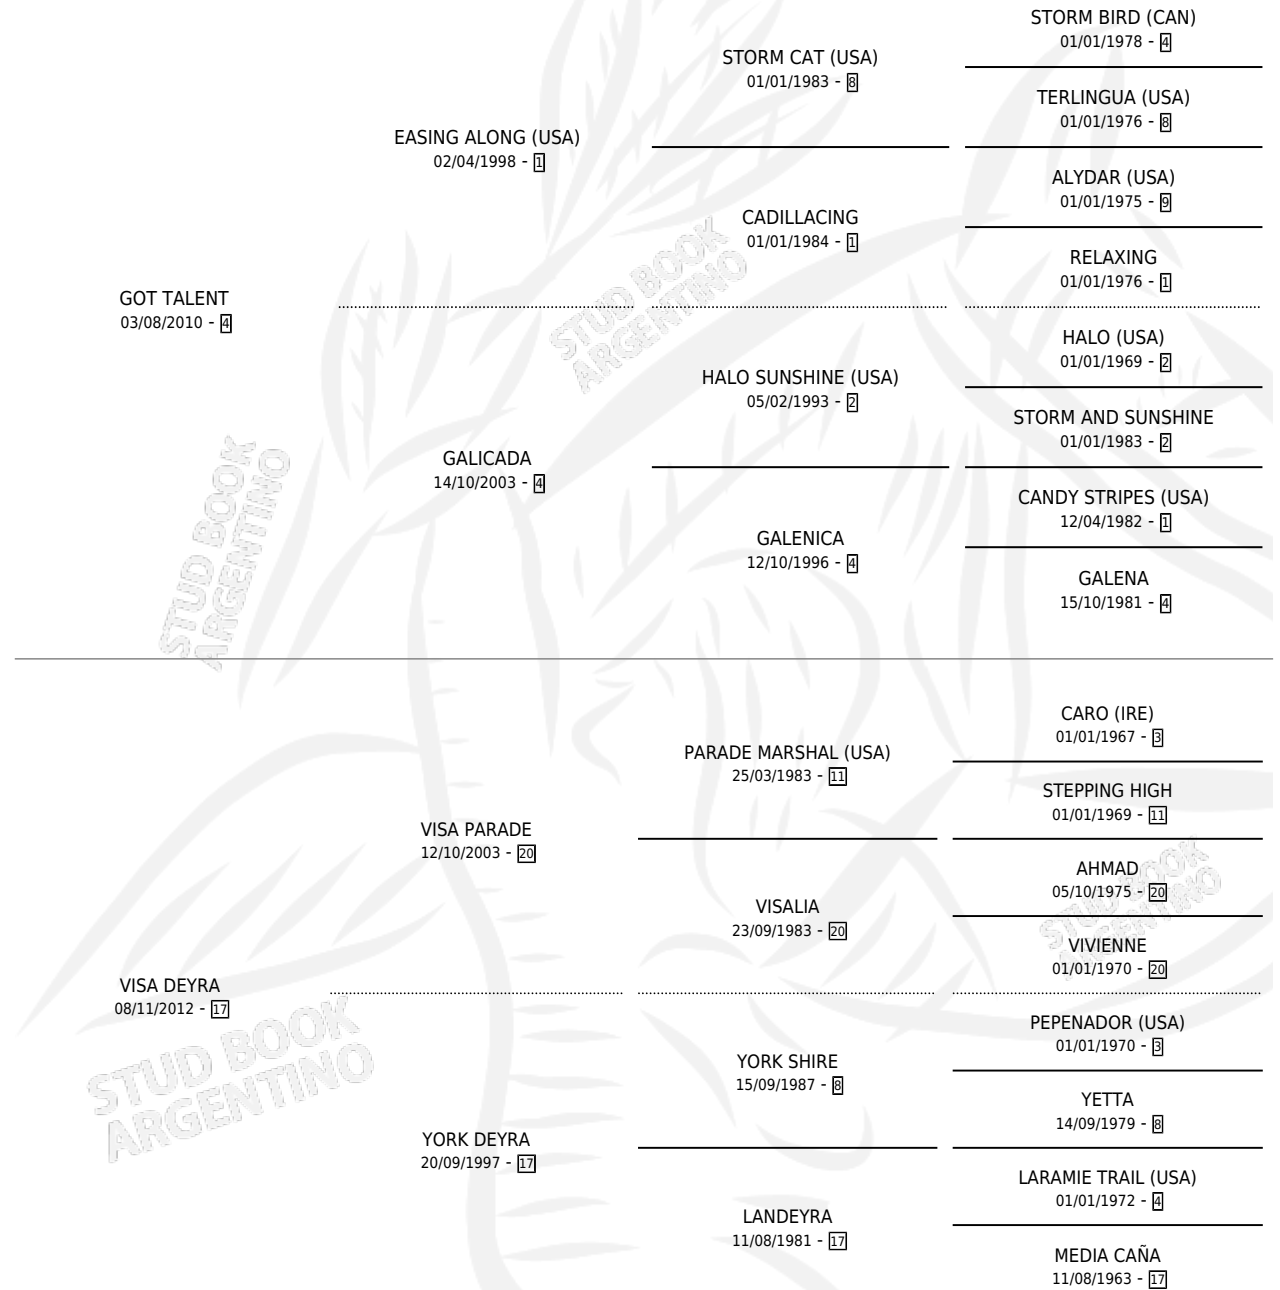 STORM BIRD (CAN)
01/01/1978 - 4
STORM CAT (USA)
01/01/1983 - 8
TERLINGUA (USA)
01/01/1976 - 8
EASING ALONG (USA)
02/04/1998 - 1
ALYDAR (USA)
01/01/1975 - 9
CADILLACING
01/01/1984 - 1
RELAXING
01/01/1976 - 1
GOT TALENT
03/08/2010 - 4
STUD BOOK
ARGENTINO
HALO (USA)
01/01/1969 - 2
HALO SUNSHINE (USA)
05/02/1993 - 2
STORM AND SUNSHINE
01/01/1983 - 2
GALICADA
14/10/2003 - 4
CANDY STRIPES (USA)
12/04/1982 - 1
GALENICA
12/10/1996 - 4
GALENA
15/10/1981 - 4
STUD BOOK
ARGENTINO
CARO (IRE)
01/01/1967 - 3
PARADE MARSHAL (USA)
25/03/1983 - 11
STEPPING HIGH
01/01/1969 - 11
VISA PARADE
12/10/2003 - 20
AHMAD
05/10/1975 - 20
VISALIA
23/09/1983 - 20
VIVIENNE
01/01/1970 - 20
STUD BOOK
ARGENTINO
VISA DEYRA
08/11/2012 - 17
PEPENADOR (USA)
01/01/1970 - 3
YORK SHIRE
15/09/1987 - 8
YETTA
14/09/1979 - 8
STUD BOOK
ARGENTINO
YORK DEYRA
20/09/1997 - 17
LARAMIE TRAIL (USA)
01/01/1972 - 4
LANDEYRA
11/08/1981 - 17
MEDIA CAÑA
11/08/1963 - 17